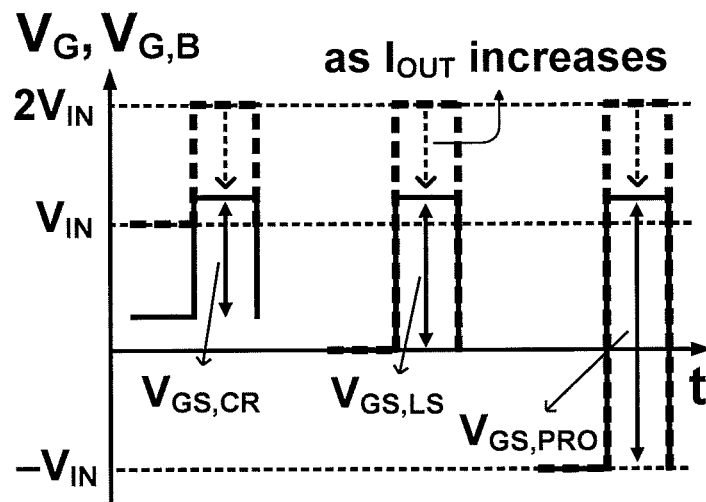 V_G, V_G,B
as I_OUT increases
2V_IN
V_IN
V_GS,CR
V_GS,LS
t
V_GS,PRO
–V_IN